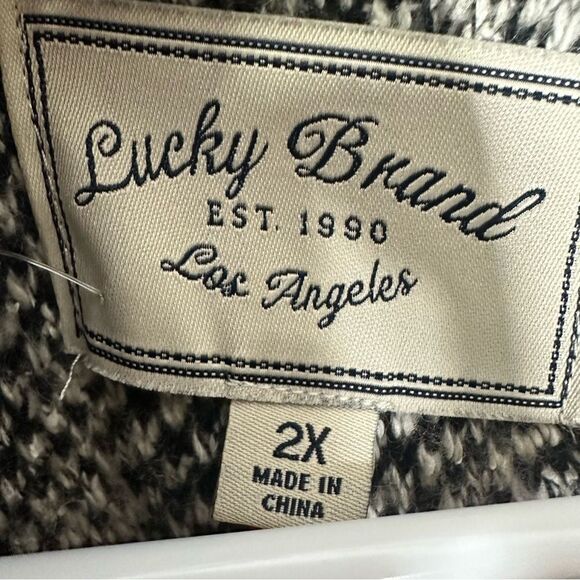 Lucky Brand
EST. 1990
Los Angeles
2X
MADE IN
CHINA